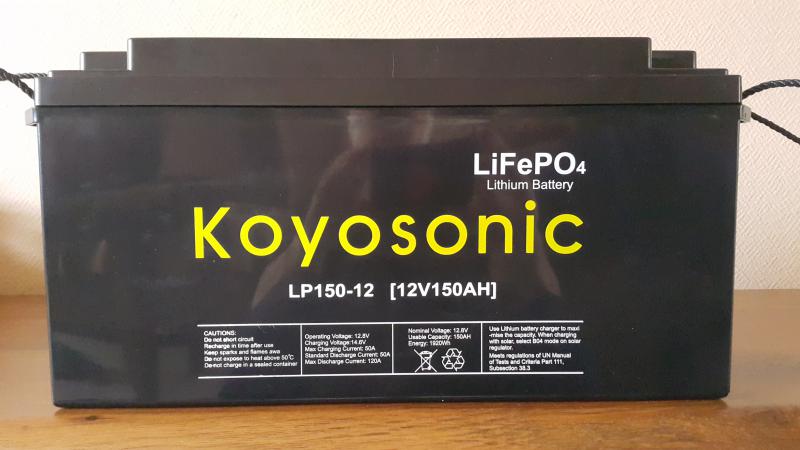 LiFePO4
Lithium Battery
Koyosonic
LP150-12 [12V150AH]
CAUTIONS:
Do not short circuit
Recharge in time after use
Keep sparks and flames awa
Do not expose to heat above 50℃
Do-not charge in a sealed container
Operating Voltage: 12.8V
Charging Voltage:14.6V
Max Charging Current: 50A
Standard Discharge Current: 50A
Max Discharge Current: 120A
Nominal Voltage: 12.8V
Usable Capacity: 150AH
Energy: 1920Wh
Use Lithium battery charger to maxi
-mise the capacity. When charging
with solar, select B04 mode on solar
regulator.
Meets regulations of UN Manual
of Tests and Criteria Part 111,
Subsection 38.3